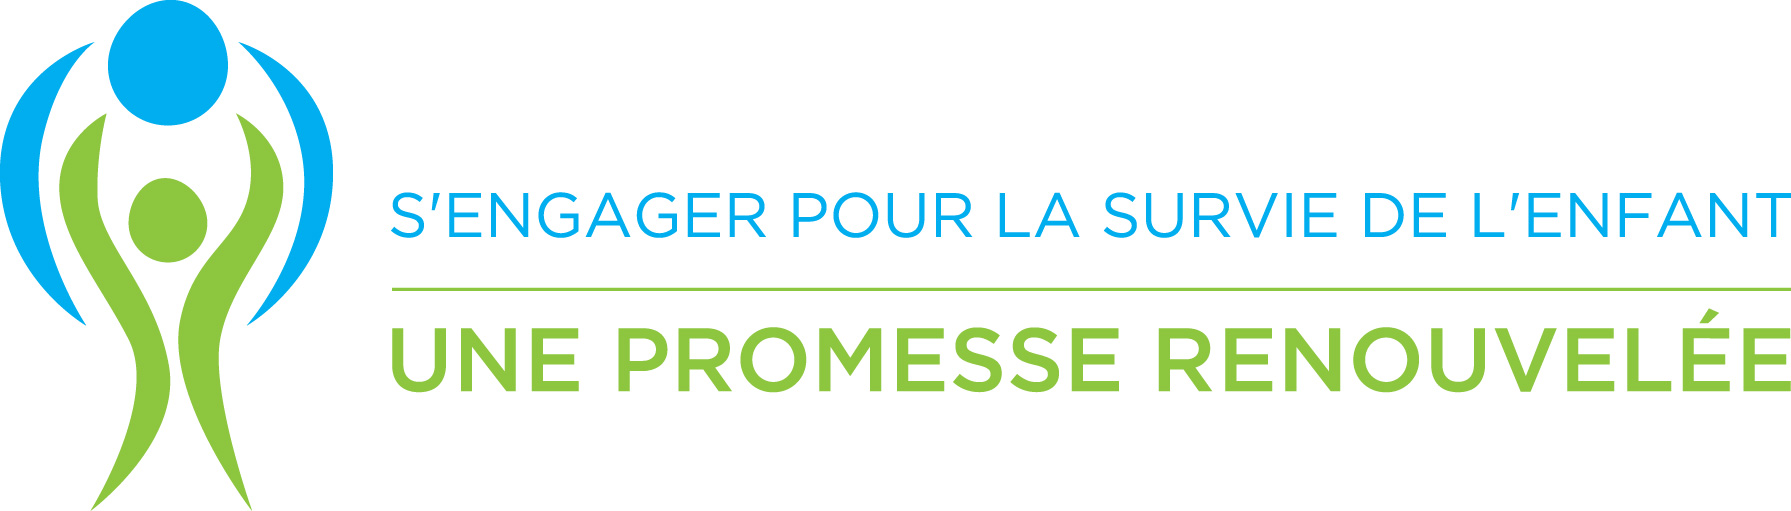 S'ENGAGER POUR LA SURVIE DE L'ENFANT
UNE PROMESSE RENOUVELÉE